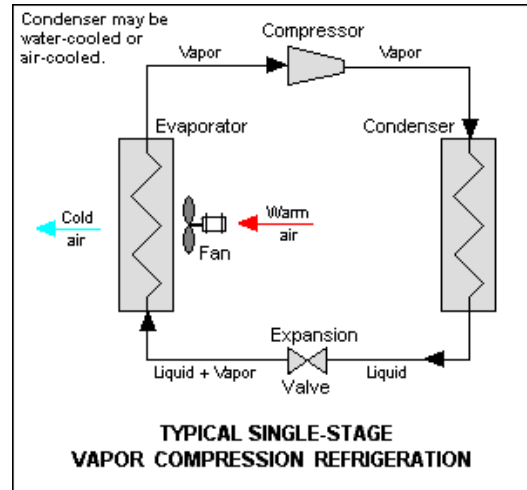 Condenser may be
water-cooled or
air-cooled.
Compressor
Vapor
Vapor
Evaporator
Condenser
Cold
air
Warm
air
Fan
Expansion
Valve
Liquid + Vapor
Liquid
TYPICAL SINGLE-STAGE
VAPOR COMPRESSION REFRIGERATION